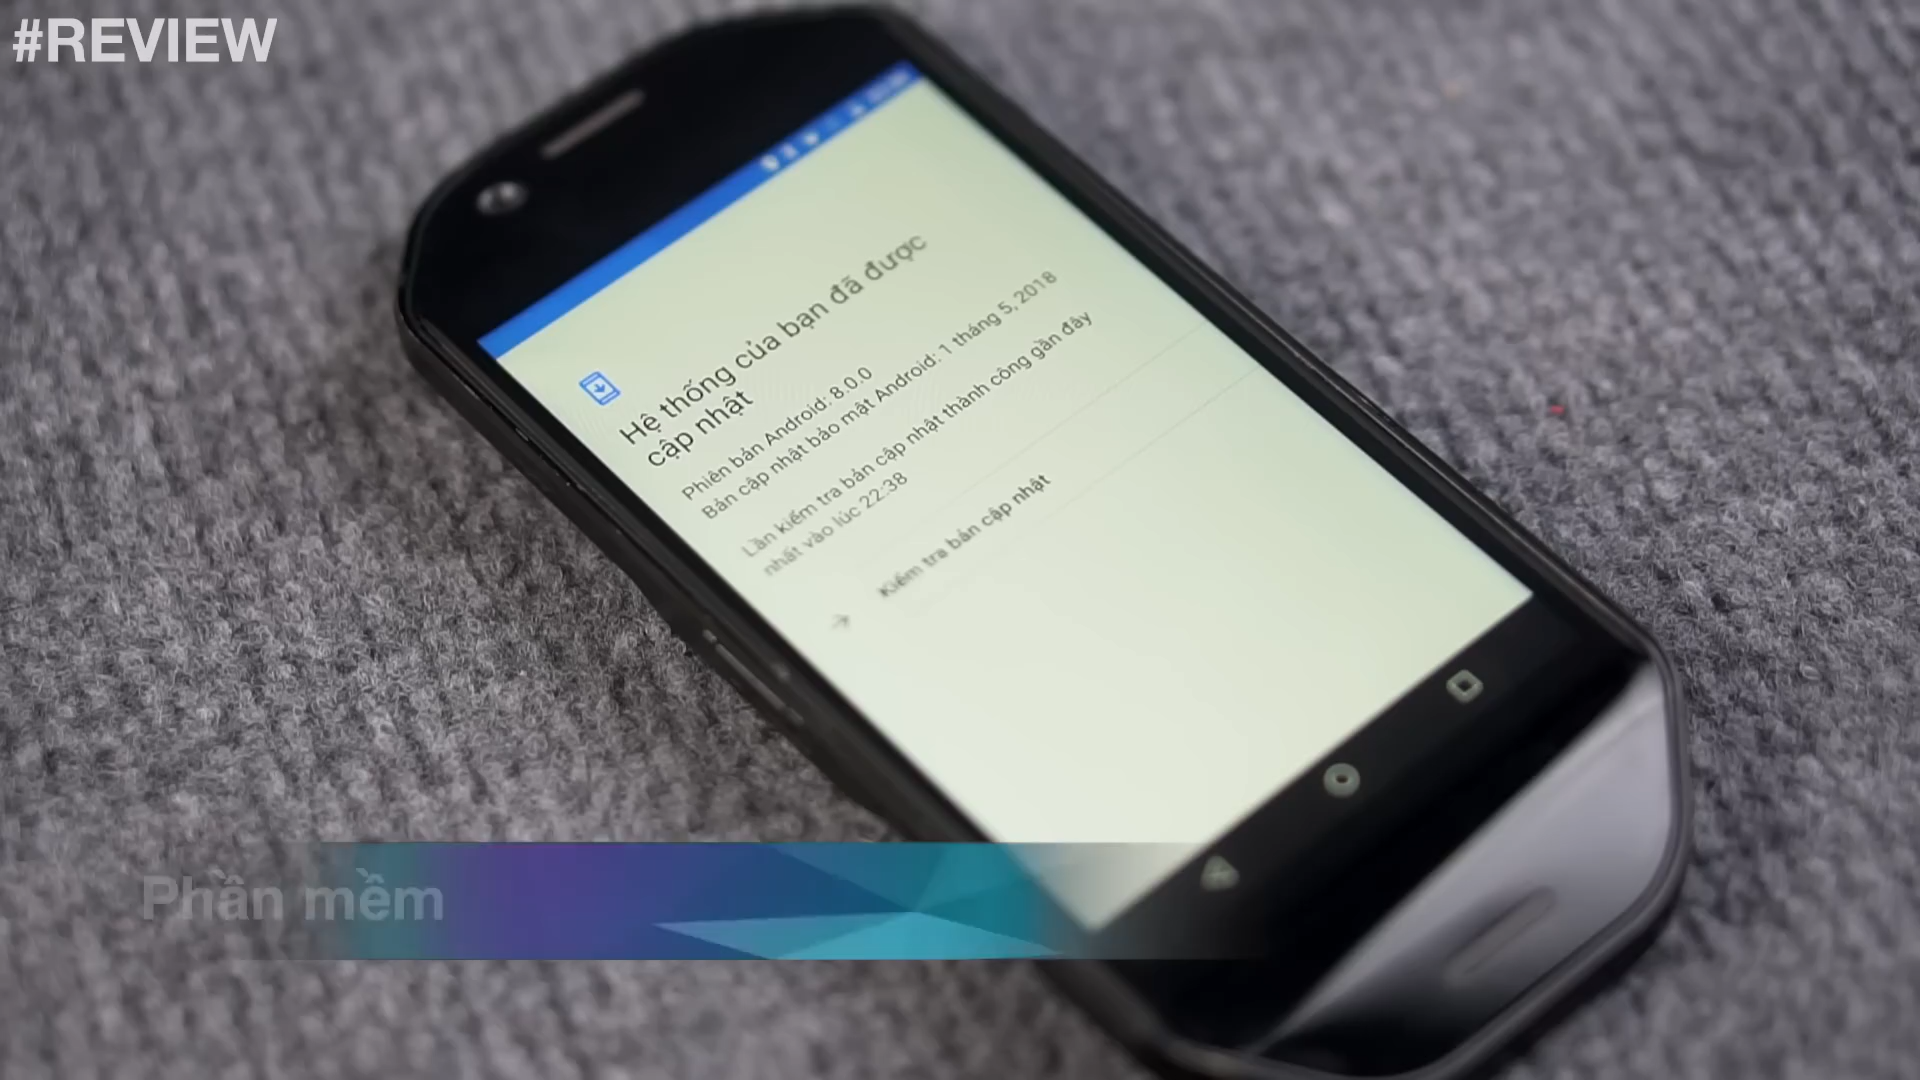 #REVIEW
Hệ thống của bạn đã được
cập nhật
Phiên bản Android: 8.0.0
Bản cập nhật bảo mật Android: 1 tháng 5, 2018
Lần kiểm tra bản cập nhật thành công gần đây
nhất vào lúc 22:38
Kiểm tra bản cập nhật
Phần mềm